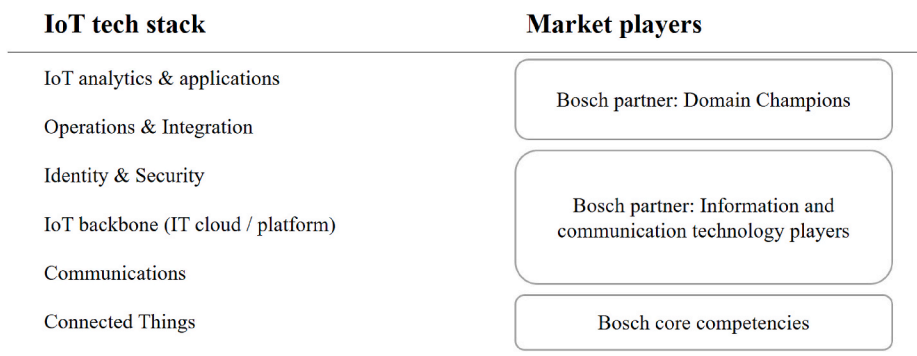 IoT tech stack
Market players
IoT analytics & applications
Operations & Integration
Identity & Security
IoT backbone (IT cloud / platform)
Communications
Connected Things
Bosch partner: Domain Champions
Bosch partner: Information and
communication technology players
Bosch core competencies